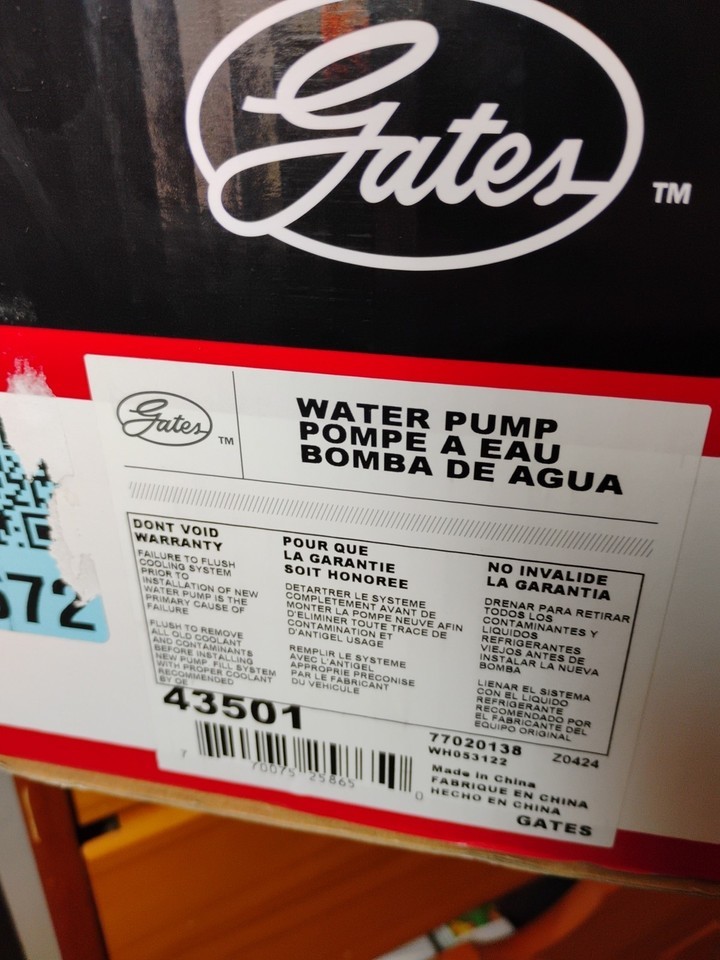 Gates
TM
Gates
TM
WATER PUMP
POMPE A EAU
BOMBA DE AGUA
DONT VOID
WARRANTY
FAILURE TO FLUSH
COOLING SYSTEM
PRIOR TO
INSTALLATION OF NEW
WATER PUMP IS THE
PRIMARY CAUSE OF
FAILURE
FLUSH TO REMOVE
ALL OLD COOLANT
AND CONTAMINANTS
BEFORE INSTALLING
NEW PUMP FILL SYSTEM
WITH PROPER COOLANT
RECOMMENDED
BY OE
POUR QUE
LA GARANTIE
SOIT HONOREE
DETARTRER LE SYSTEME
COMPLETEMENT AVANT DE
MONTER LA POMPE NEUVE AFIN
D'ELIMINER TOUTE TRACE DE
CONTAMINATION ET
D'ANTIGEL USAGE
REMPLIR LE SYSTEME
AVEC L'ANTIGEL
APPROPRIE PRECONISE
PAR LE FABRICANT
DU VEHICULE
NO INVALIDE
LA GARANTIA
DRENAR PARA RETIRAR
TODOS LOS
CONTAMINANTES Y
LIQUIDOS
REFRIGERANTES
VIEJOS ANTES DE
INSTALAR LA NUEVA
BOMBA
LIENAR EL SISTEMA
CON EL LIQUIDO
REFRIGERANTE
RECOMENDADO POR
EL FABRICANTE DEL
EQUIPO ORIGINAL
672
43501
7 70075 25865 0
77020138 Z0424
WH053122
Made in China
FABRIQUE EN CHINA
HECHO EN CHINA
GATES